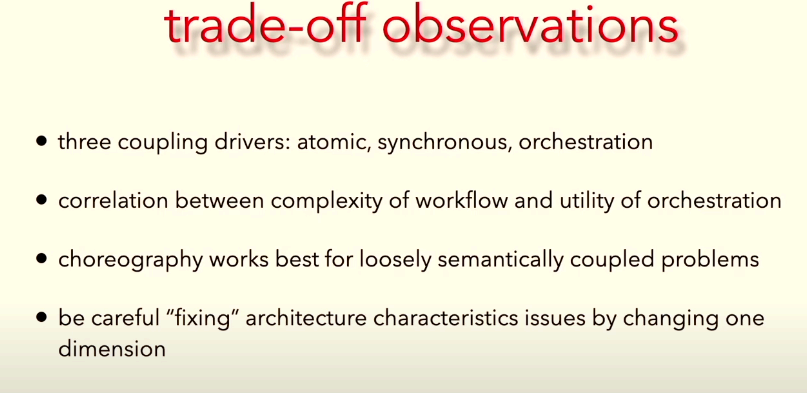 trade-off observations
• three coupling drivers: atomic, synchronous, orchestration
• correlation between complexity of workflow and utility of orchestration
• choreography works best for loosely semantically coupled problems
• be careful “fixing” architecture characteristics issues by changing one
dimension